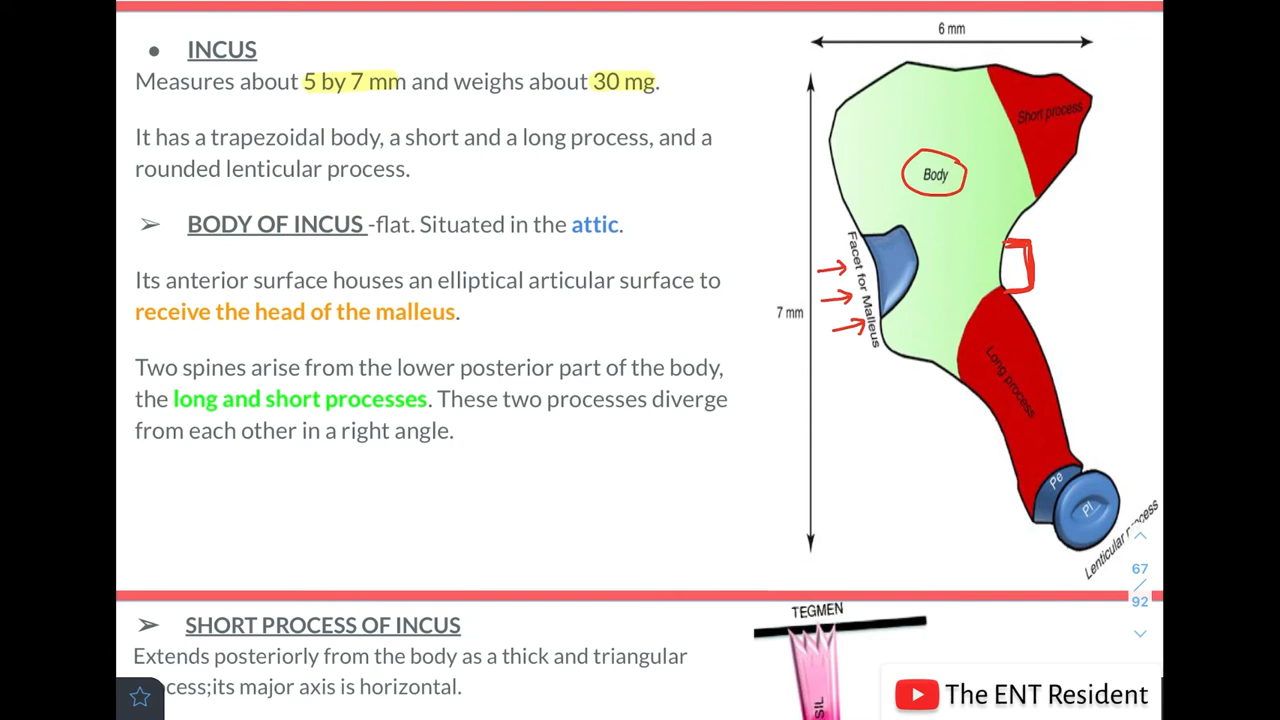 ● INCUS
Measures about 5 by 7 mm and weighs about 30 mg.
It has a trapezoidal body, a short and a long process, and a
rounded lenticular process.
➢ BODY OF INCUS -flat. Situated in the attic.
Its anterior surface houses an elliptical articular surface to
receive the head of the malleus.
Two spines arise from the lower posterior part of the body,
the long and short processes. These two processes diverge
from each other in a right angle.
6 mm
Short process
Body
Facet for Malleus
7 mm
Long process
Pe
Pl
Lenticular process
67
/
92
➢ SHORT PROCESS OF INCUS
Extends posteriorly from the body as a thick and triangular
cess;its major axis is horizontal.
TEGMEN
SIL
The ENT Resident